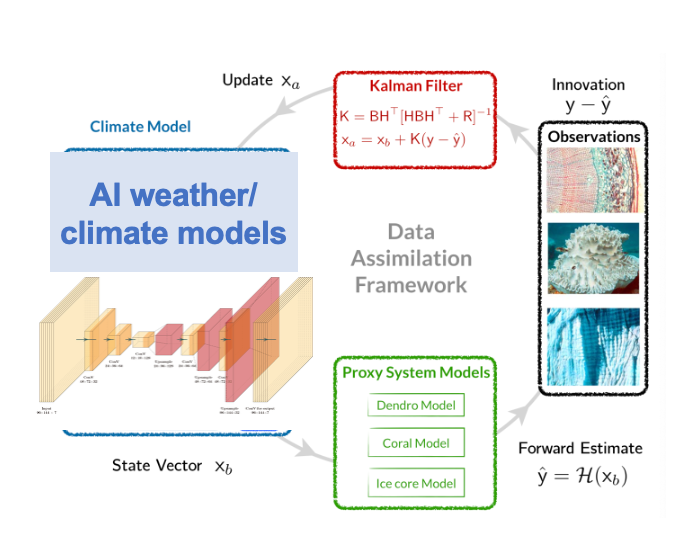 Update x_a
Climate Model
AI weather/
climate models
Kalman Filter
K = BH^⊤[HBH^⊤ + R]^−1
x_a = x_b + K(y − ŷ)
Innovation
y − ŷ
Observations
Data
Assimilation
Framework
Proxy System Models
Dendro Model
Coral Model
Ice core Model
State Vector x_b
Forward Estimate
ŷ = ℋ(x_b)
Input